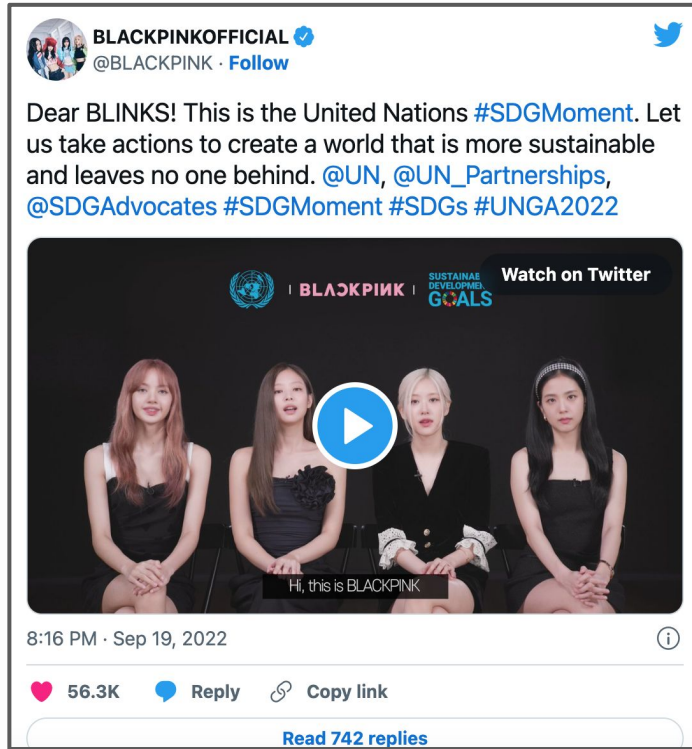 BLACKPINKOFFICIAL
@BLACKPINK · Follow
Dear BLINKS! This is the United Nations #SDGMoment. Let
us take actions to create a world that is more sustainable
and leaves no one behind. @UN, @UN_Partnerships,
@SDGAdvocates #SDGMoment #SDGs #UNGA2022
Watch on Twitter
BLACKPINK
GOALS
Hi, this is BLACKPINK
8:16 PM · Sep 19, 2022
56.3K Reply Copy link
Read 742 replies